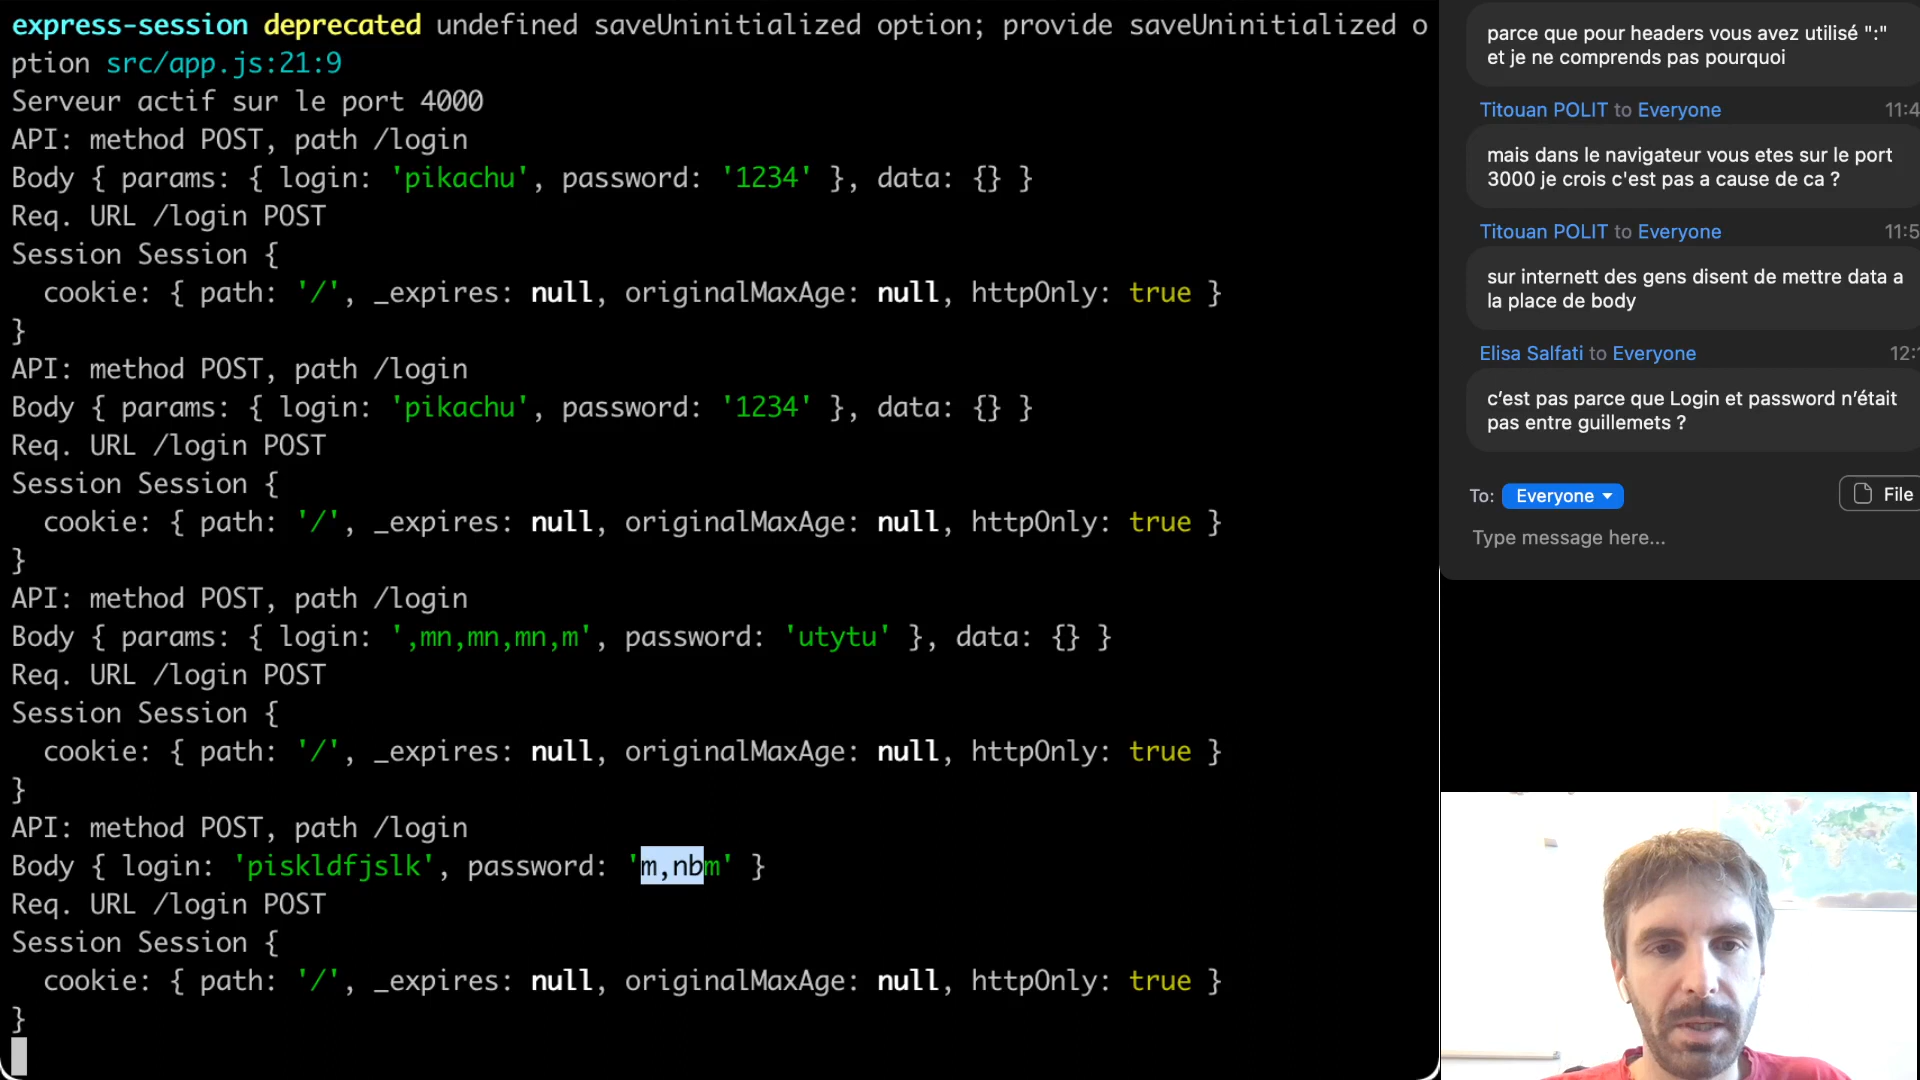 express-session deprecated undefined saveUninitialized option; provide saveUninitialized o
ption src/app.js:21:9
Serveur actif sur le port 4000
API: method POST, path /login
Body { params: { login: 'pikachu', password: '1234' }, data: {} }
Req. URL /login POST
Session Session {
  cookie: { path: '/', _expires: null, originalMaxAge: null, httpOnly: true }
}
API: method POST, path /login
Body { params: { login: 'pikachu', password: '1234' }, data: {} }
Req. URL /login POST
Session Session {
  cookie: { path: '/', _expires: null, originalMaxAge: null, httpOnly: true }
}
API: method POST, path /login
Body { params: { login: ',mn,mn,mn,m', password: 'utytu' }, data: {} }
Req. URL /login POST
Session Session {
  cookie: { path: '/', _expires: null, originalMaxAge: null, httpOnly: true }
}
API: method POST, path /login
Body { login: 'piskldfjslk', password: 'm,nbm' }
Req. URL /login POST
Session Session {
  cookie: { path: '/', _expires: null, originalMaxAge: null, httpOnly: true }
}
parce que pour headers vous avez utilisé ":"
et je ne comprends pas pourquoi
Titouan POLIT to Everyone 11:4
mais dans le navigateur vous etes sur le port
3000 je crois c'est pas a cause de ca ?
Titouan POLIT to Everyone 11:5
sur internett des gens disent de mettre data a
la place de body
Elisa Salfati to Everyone 12:
c'est pas parce que Login et password n'était
pas entre guillemets ?
To: Everyone File
Type message here...